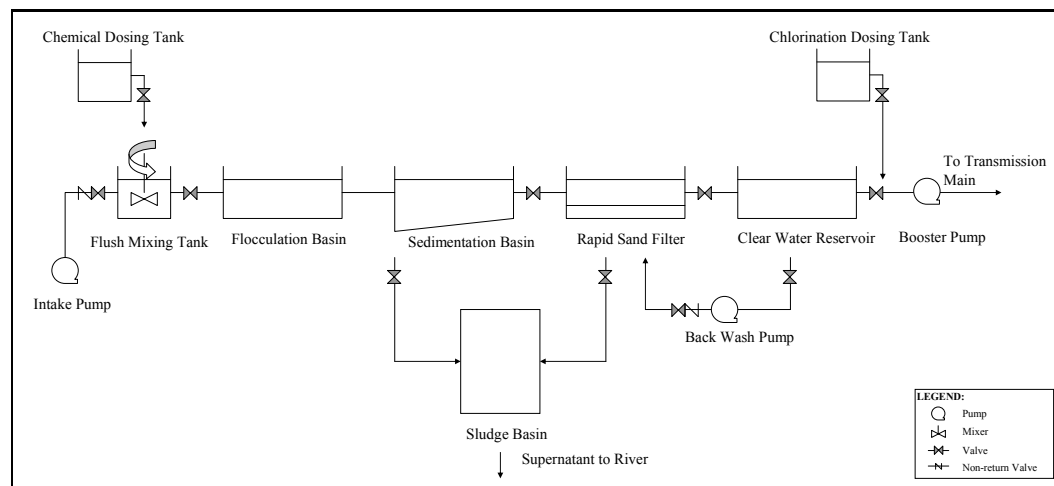 Chemical Dosing Tank
Chlorination Dosing Tank
To Transmission
Main
Flush Mixing Tank
Flocculation Basin
Sedimentation Basin
Rapid Sand Filter
Clear Water Reservoir
Booster Pump
Intake Pump
Back Wash Pump
Sludge Basin
Supernatant to River
LEGEND:
Pump
Mixer
Valve
Non-return Valve